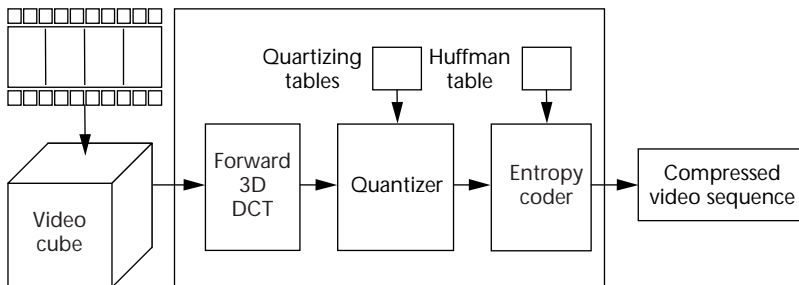 Quartizing
tables
Huffman
table
Video
cube
Forward
3D
DCT
Quantizer
Entropy
coder
Compressed
video sequence